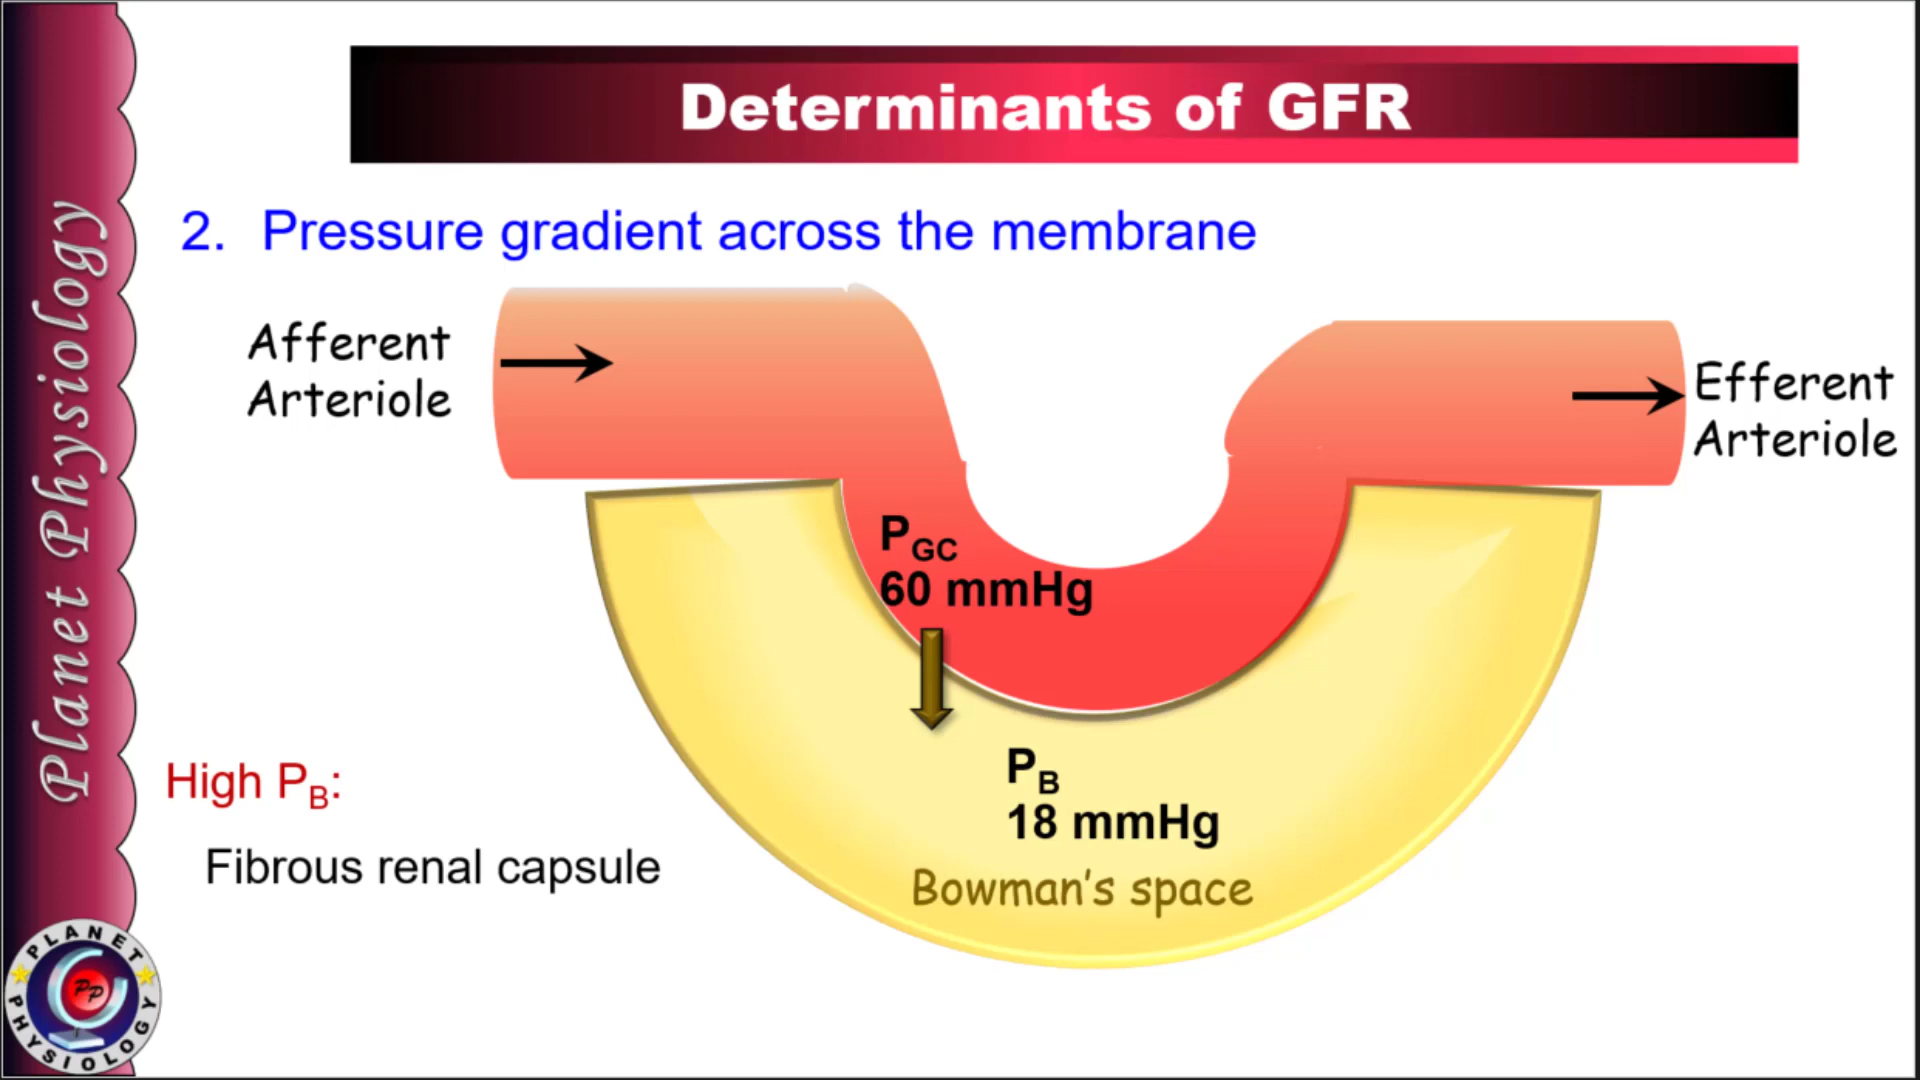 Determinants of GFR
2. Pressure gradient across the membrane
Afferent
Arteriole
Efferent
Arteriole
PGC
60 mmHg
PB
18 mmHg
Bowman's space
High PB:
Fibrous renal capsule
Planet Physiology
PLANET
PP
PHYSIOLOGY